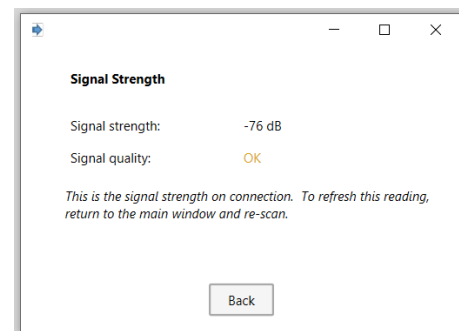 Signal Strength
Signal strength: -76 dB
Signal quality: OK
This is the signal strength on connection.  To refresh this reading,
return to the main window and re-scan.
Back